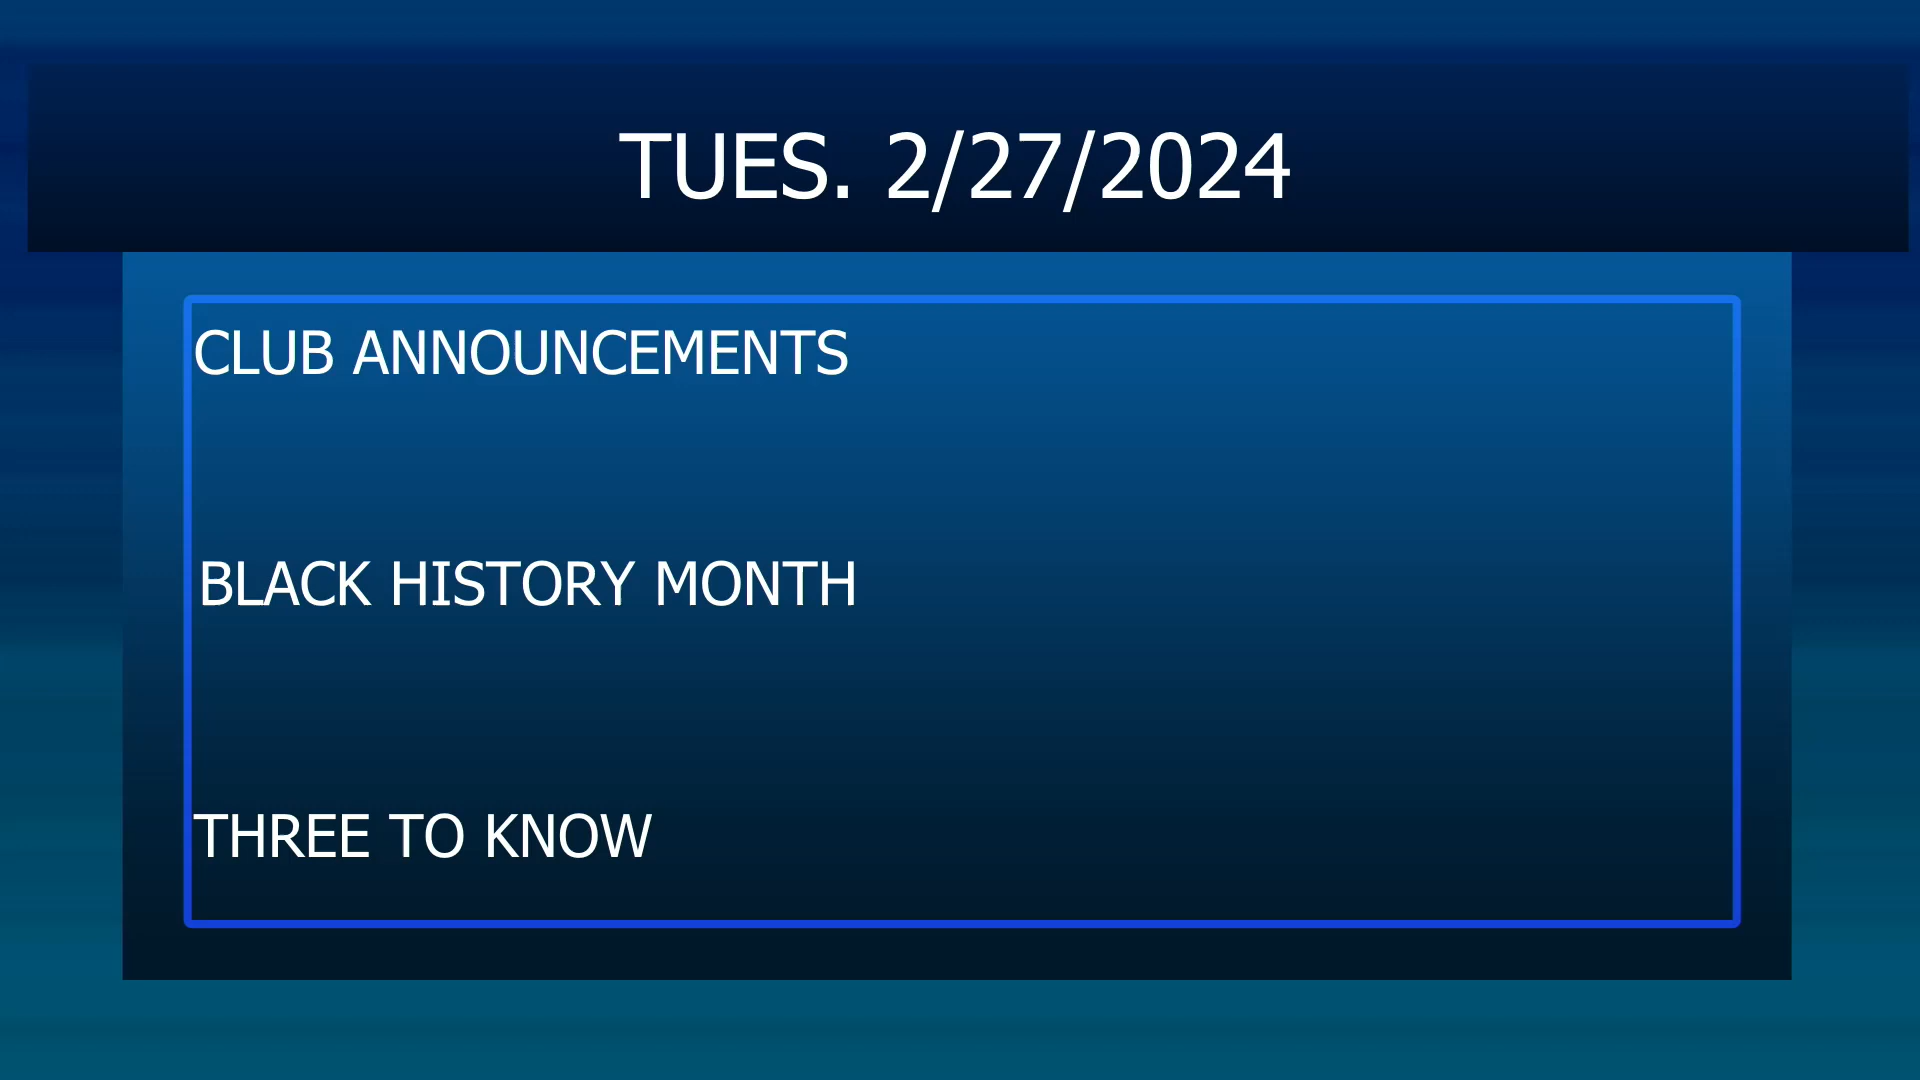 TUES. 2/27/2024
CLUB ANNOUNCEMENTS
BLACK HISTORY MONTH
THREE TO KNOW